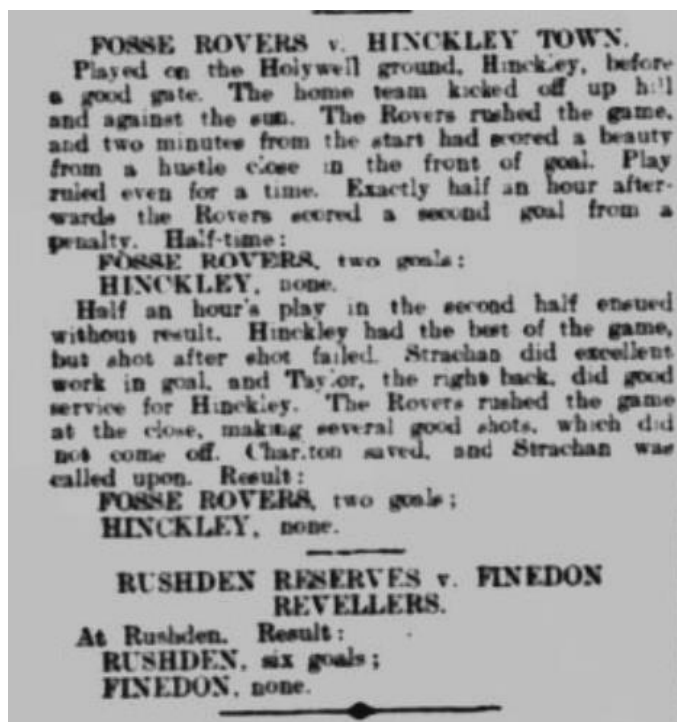 FOSSE ROVERS v. HINCKLEY TOWN.
Played on the Holywell ground, Hinckley, before
a good gate. The home team kicked off up hill
and against the sun. The Rovers rushed the game,
and two minutes from the start had scored a beauty
from a hustle close in the front of goal. Play
ruled even for a time. Exactly half an hour after-
wards the Rovers scored a second goal from a
penalty. Half-time:
FOSSE ROVERS, two goals;
HINCKLEY, none.
Half an hour's play in the second half ensued
without result. Hinckley had the best of the game,
but shot after shot failed. Strachan did excellent
work in goal, and Taylor, the right back, did good
service for Hinckley. The Rovers rushed the game
at the close, making several good shots, which did
not come off. Charlton saved, and Strachan was
called upon. Result:
FOSSE ROVERS, two goals;
HINCKLEY, none.
RUSHDEN RESERVES v. FINEDON
REVELLERS.
At Rushden. Result:
RUSHDEN, six goals;
FINEDON, none.